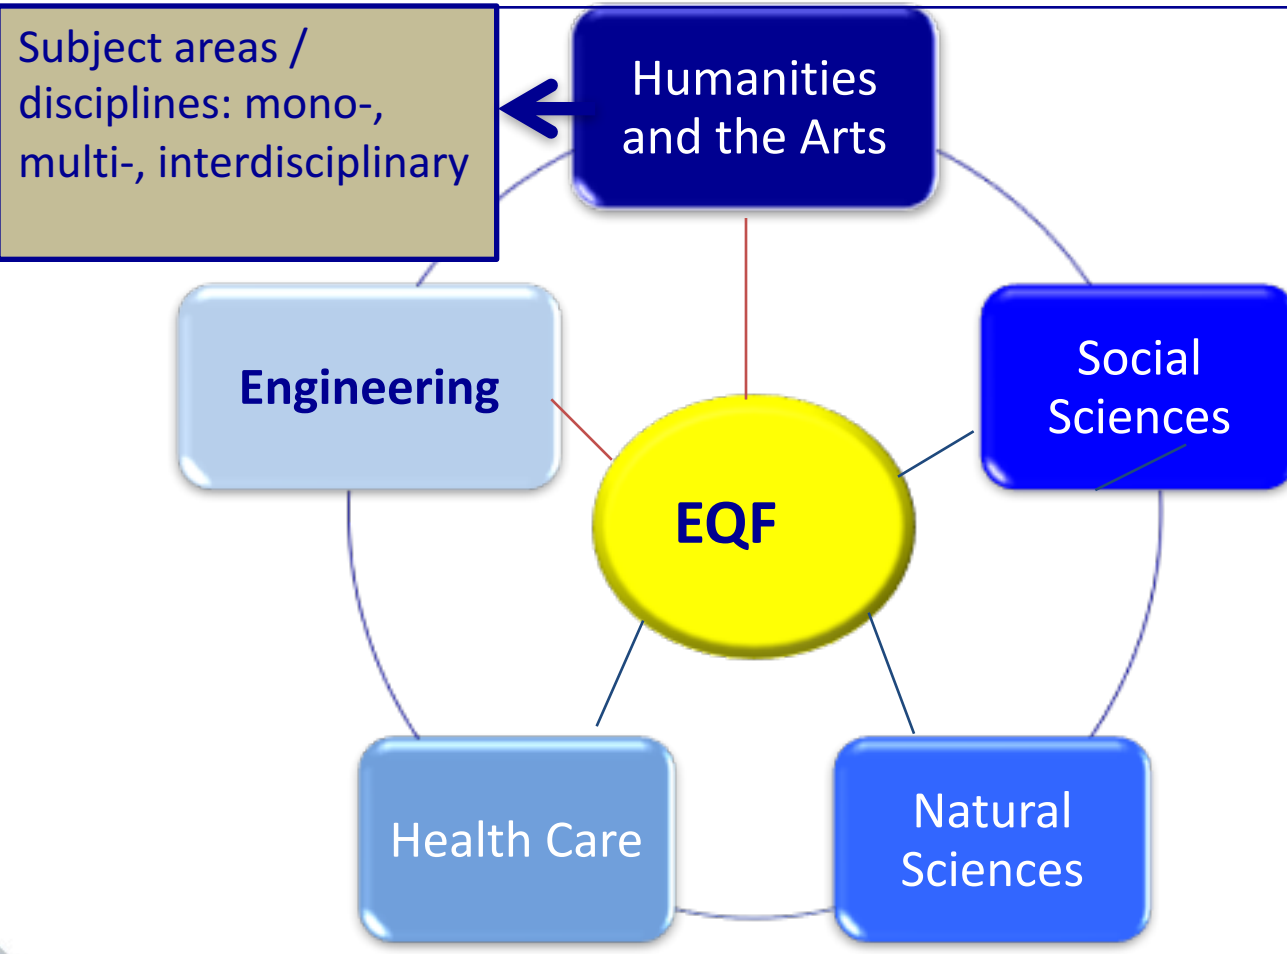 Subject areas /
disciplines: mono-,
multi-, interdisciplinary
Humanities
and the Arts
Engineering
Social
Sciences
EQF
Health Care
Natural
Sciences